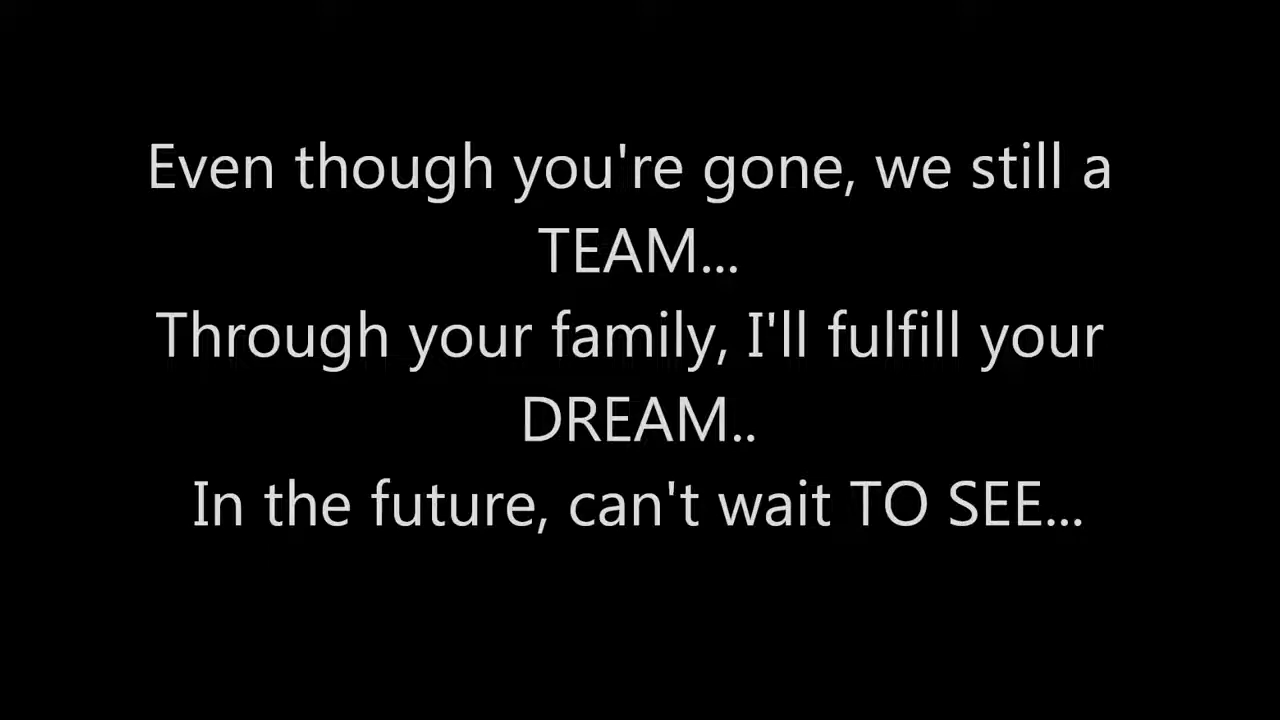 Even though you're gone, we still a
TEAM...
Through your family, I'll fulfill your
DREAM..
In the future, can't wait TO SEE...